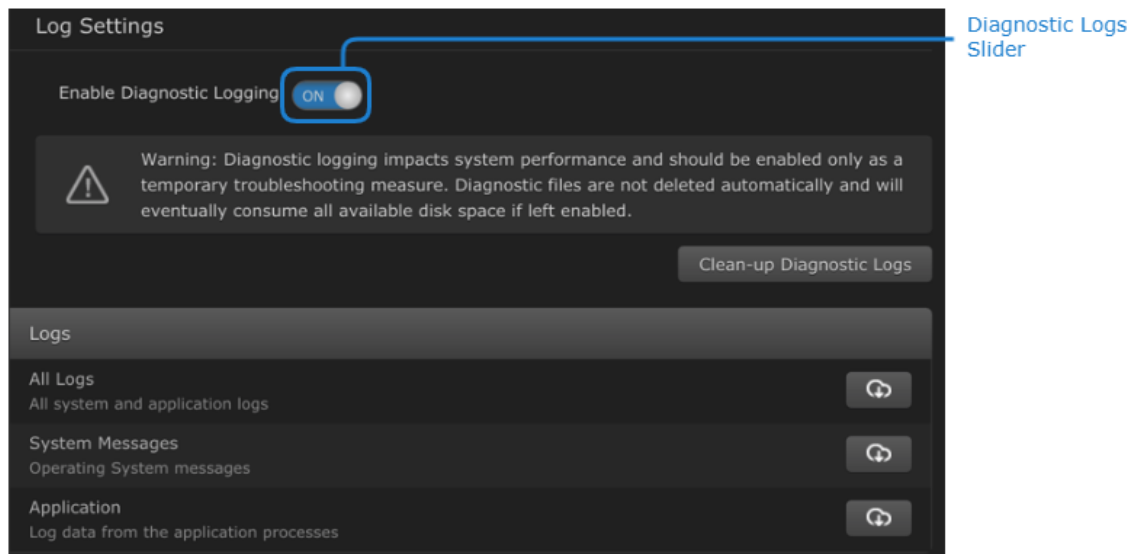 Log Settings
Diagnostic Logs
Slider
Enable Diagnostic Logging
ON
Warning: Diagnostic logging impacts system performance and should be enabled only as a
temporary troubleshooting measure. Diagnostic files are not deleted automatically and will
eventually consume all available disk space if left enabled.
Clean-up Diagnostic Logs
Logs
All Logs
All system and application logs
System Messages
Operating System messages
Application
Log data from the application processes